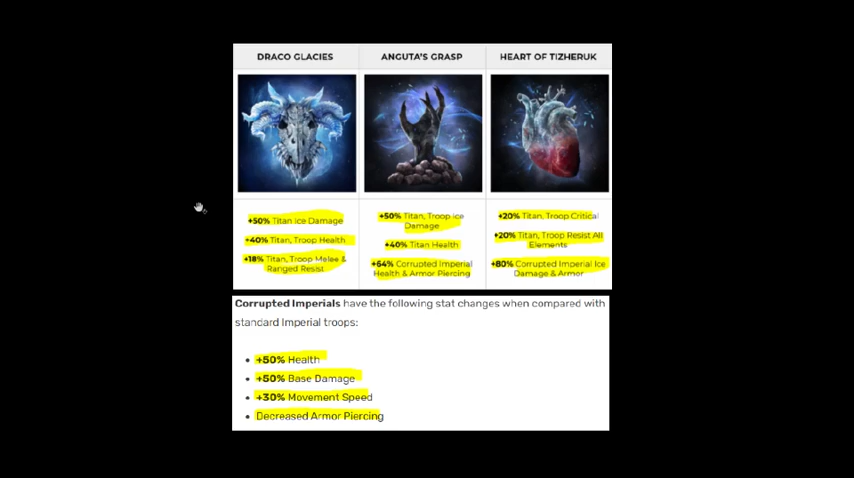 DRACO GLACIES
ANGUTA'S GRASP
HEART OF TIZHERUK
+50% Titan Ice Damage
+40% Titan, Troop Health
+18% Titan, Troop Melee &
Ranged Resist
+50% Titan, Troop Ice
Damage
+40% Titan Health
+64% Corrupted Imperial
Health & Armor Piercing
+20% Titan, Troop Critical
+20% Titan, Troop Resist All
Elements
+80% Corrupted Imperial Ice
Damage & Armor
Corrupted Imperials have the following stat changes when compared with
standard Imperial troops:
+50% Health
+50% Base Damage
+30% Movement Speed
Decreased Armor Piercing